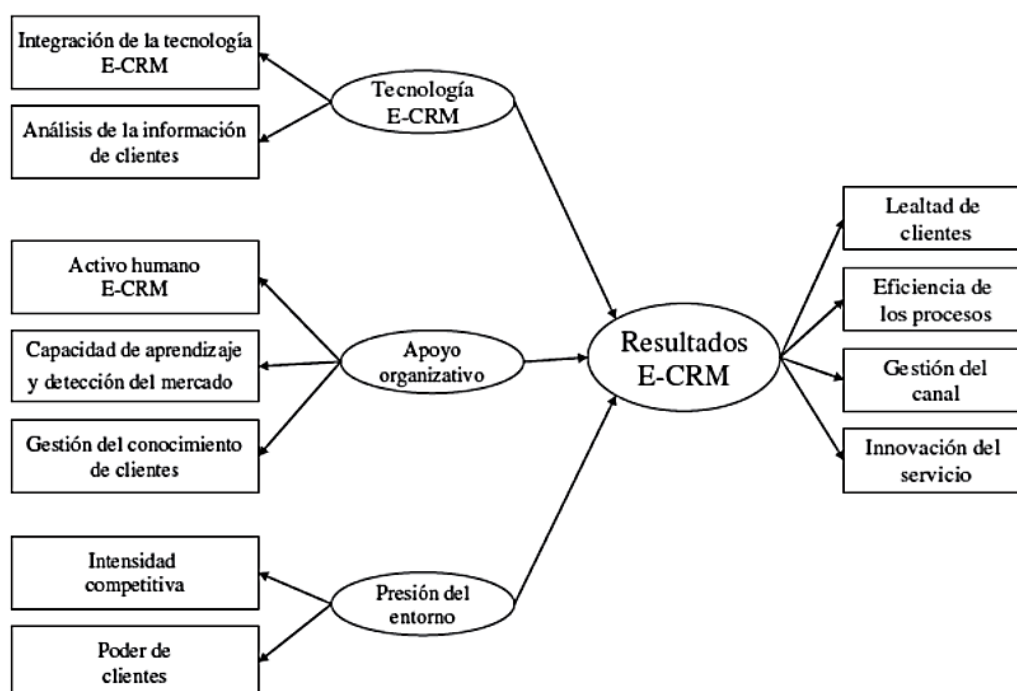 Integración de la tecnología
E-CRM
Análisis de la información
de clientes
Tecnología
E-CRM
Activo humano
E-CRM
Capacidad de aprendizaje
y detección del mercado
Gestión del conocimiento
de clientes
Apoyo
organizativo
Intensidad
competitiva
Poder de
clientes
Presión del
entorno
Resultados
E-CRM
Lealtad de
clientes
Eficiencia de
los procesos
Gestión del
canal
Innovación del
servicio